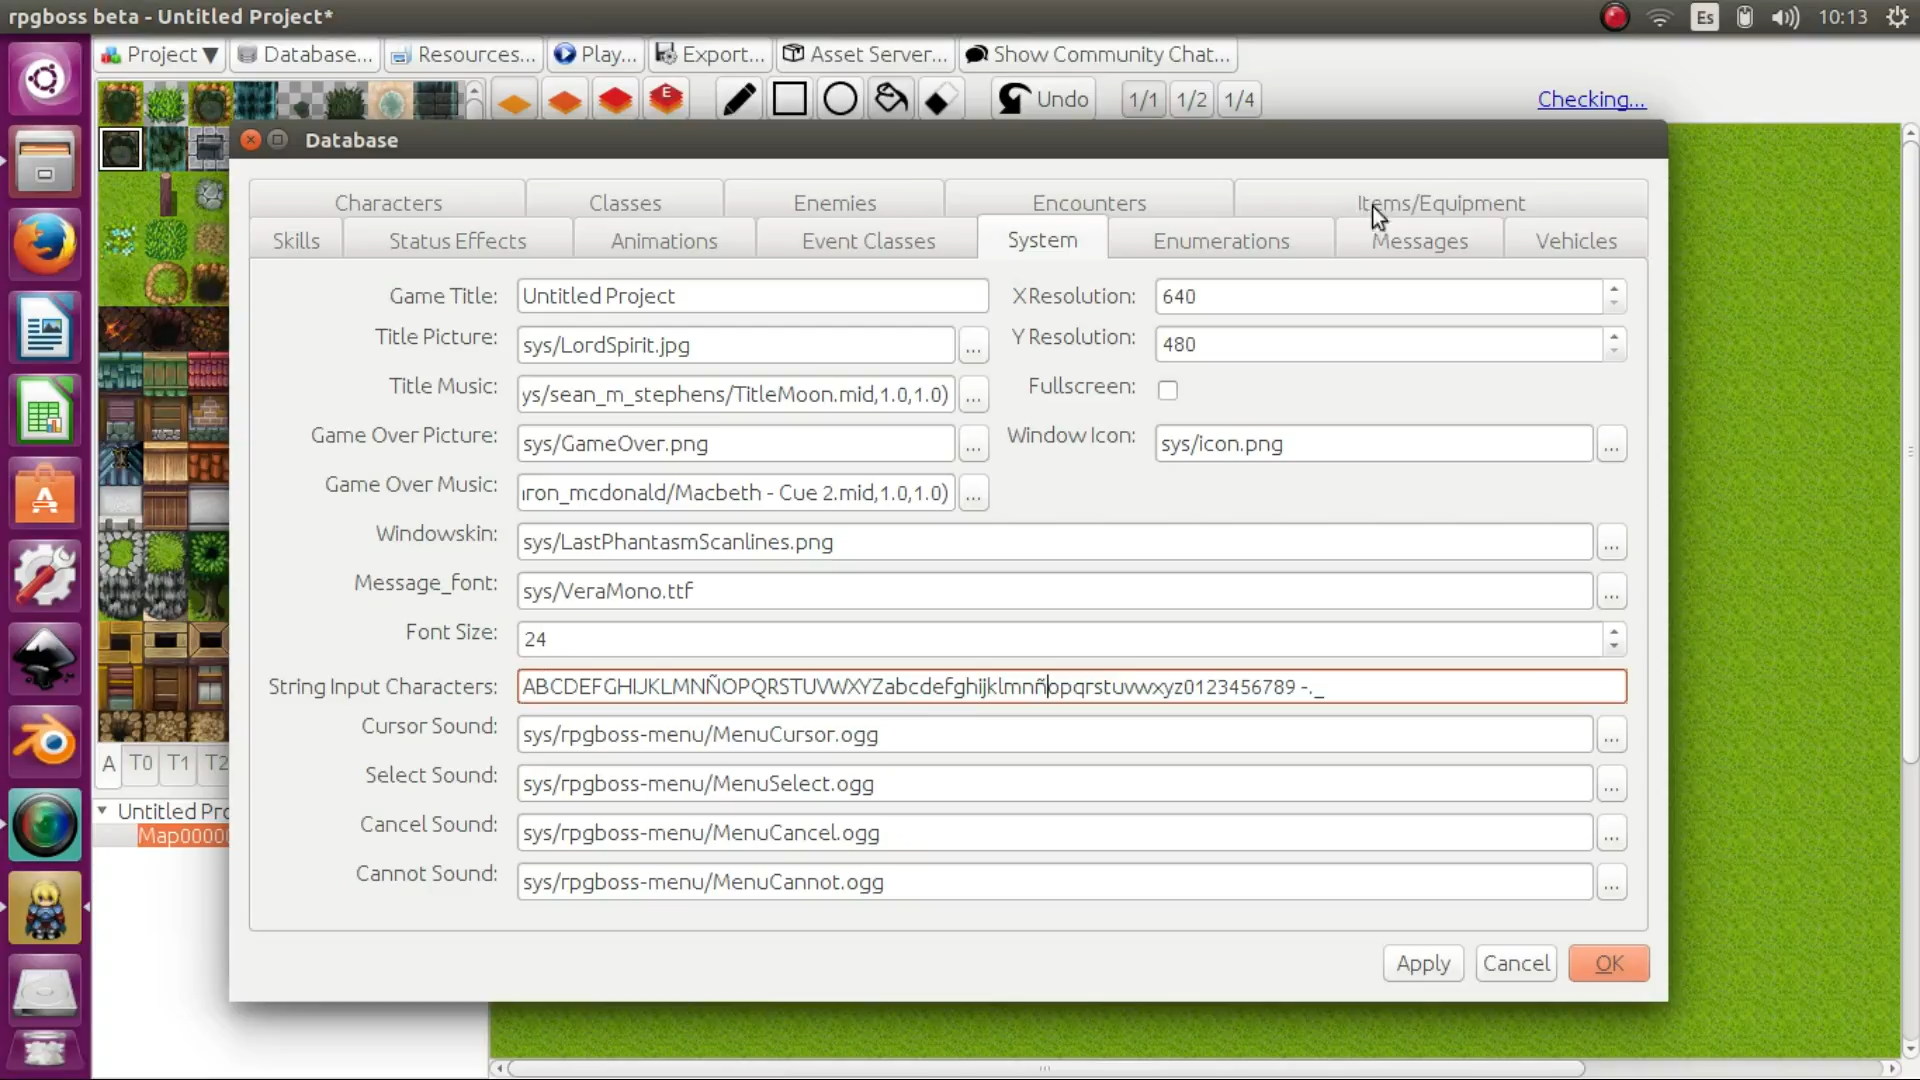 rpgboss beta - Untitled Project*
Es
10:13
Project ▼
Database...
Resources...
Play...
Export...
Asset Server...
Show Community Chat...
E
Undo
1/1
1/2
1/4
Checking...
Database
Characters
Classes
Enemies
Encounters
Items/Equipment
Skills
Status Effects
Animations
Event Classes
System
Enumerations
Messages
Vehicles
Game Title: Untitled Project
X Resolution: 640
Title Picture: sys/LordSpirit.jpg ...
Y Resolution: 480
Title Music: ys/sean_m_stephens/TitleMoon.mid,1.0,1.0) ...
Fullscreen:
Game Over Picture: sys/GameOver.png ...
Window Icon: sys/icon.png ...
Game Over Music: ron_mcdonald/Macbeth - Cue 2.mid,1.0,1.0) ...
Windowskin: sys/LastPhantasmScanlines.png ...
Message_font: sys/VeraMono.ttf ...
Font Size: 24
String Input Characters: ABCDEFGHIJKLMNÑOPQRSTUVWXYZabcdefghijklmnñopqrstuvwxyz0123456789 -._
Cursor Sound: sys/rpgboss-menu/MenuCursor.ogg ...
Select Sound: sys/rpgboss-menu/MenuSelect.ogg ...
Cancel Sound: sys/rpgboss-menu/MenuCancel.ogg ...
Cannot Sound: sys/rpgboss-menu/MenuCannot.ogg ...
Apply
Cancel
OK
A
T0
T1
T2
Untitled Pro
Map0000